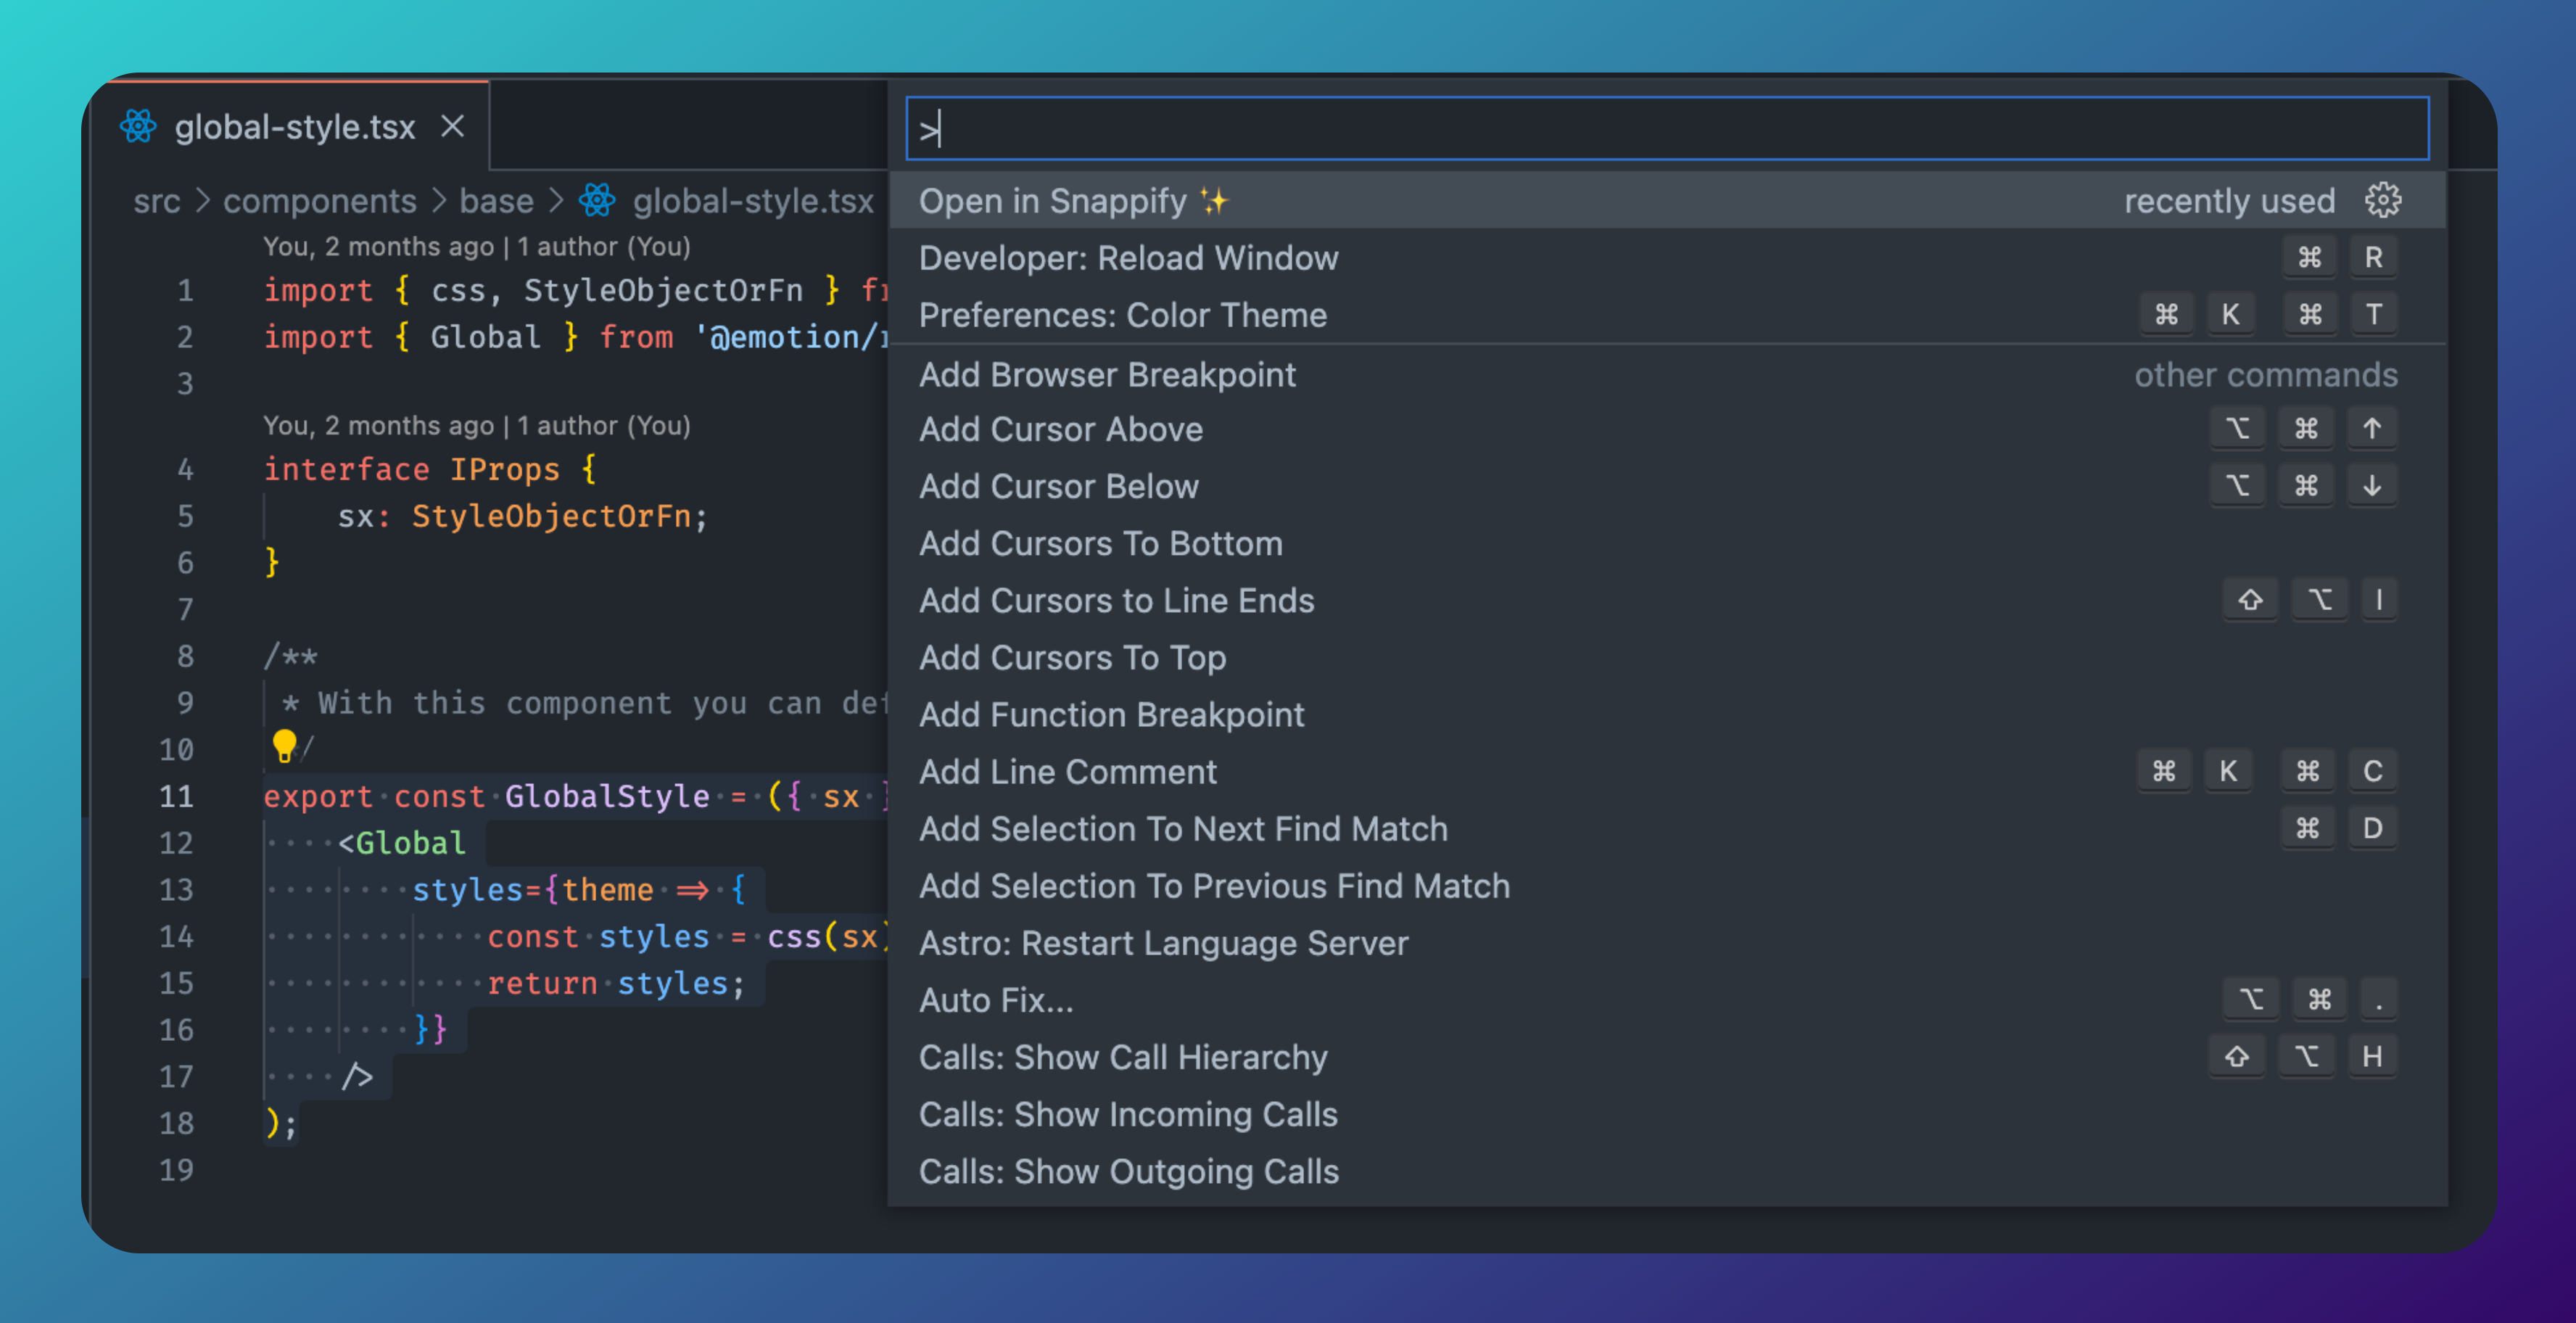 global-style.tsx
src > components > base > global-style.tsx
You, 2 months ago | 1 author (You)
1 import { css, StyleObjectOrFn }
2 import { Global } from '@emotion/
3
You, 2 months ago | 1 author (You)
4 interface IProps {
5 sx: StyleObjectOrFn;
6 }
7
8 /**
9 * With this component you can
10 /
11 export const GlobalStyle = ({ sx
12 <Global
13 styles={theme => {
14 const styles = css(sx)
15 return styles;
16 }}
17 />
18 );
19
>
Open in Snappify ✨ recently used
Developer: Reload Window ⌘ R
Preferences: Color Theme ⌘ K ⌘ T
Add Browser Breakpoint other commands
Add Cursor Above ⌥ ⌘ ↑
Add Cursor Below ⌥ ⌘ ↓
Add Cursors To Bottom
Add Cursors to Line Ends ⇧ ⌥ I
Add Cursors To Top
Add Function Breakpoint
Add Line Comment ⌘ K ⌘ C
Add Selection To Next Find Match ⌘ D
Add Selection To Previous Find Match
Astro: Restart Language Server
Auto Fix... ⌥ ⌘ .
Calls: Show Call Hierarchy ⇧ ⌥ H
Calls: Show Incoming Calls
Calls: Show Outgoing Calls